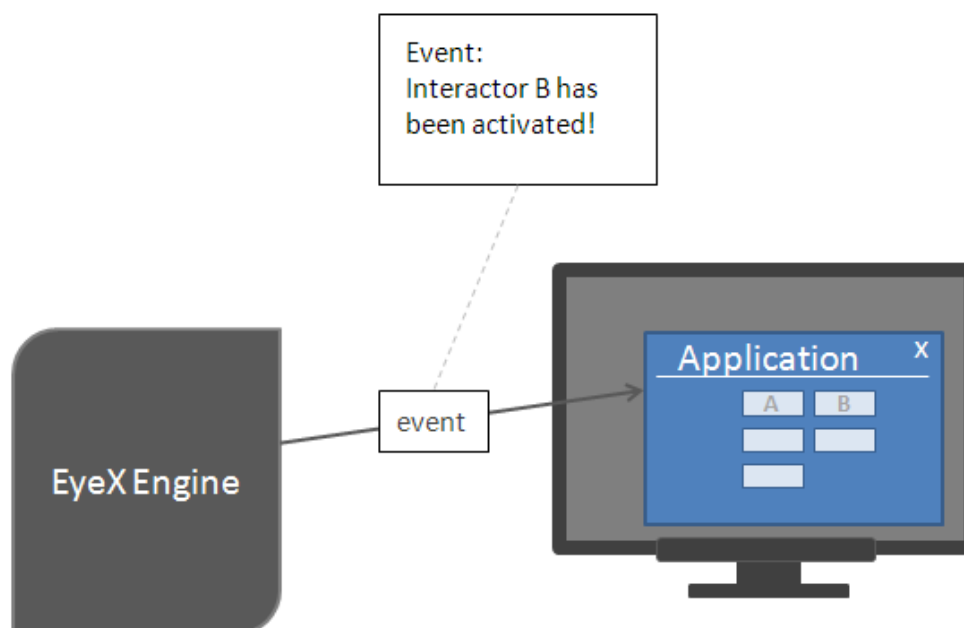 Event:
Interactor B has
been activated!
Application
X
A
B
event
EyeX Engine